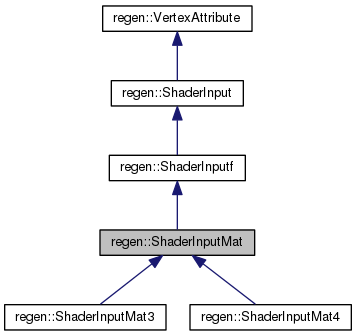 regen::VertexAttribute
regen::ShaderInput
regen::ShaderInputf
regen::ShaderInputMat
regen::ShaderInputMat3
regen::ShaderInputMat4